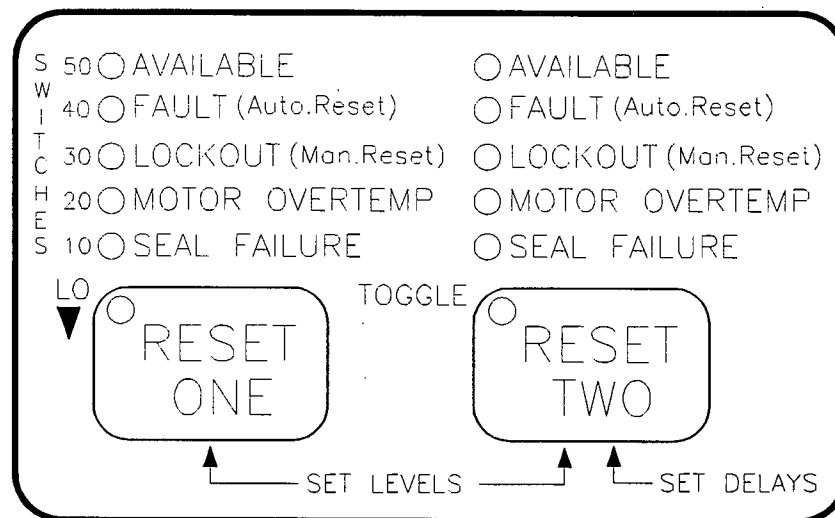 SWITCHES
50 AVAILABLE AVAILABLE
40 FAULT (Auto.Reset) FAULT (Auto.Reset)
30 LOCKOUT (Man.Reset) LOCKOUT (Man.Reset)
20 MOTOR OVERTEMP MOTOR OVERTEMP
10 SEAL FAILURE SEAL FAILURE
LO TOGGLE
RESET RESET
ONE TWO
SET LEVELS SET DELAYS